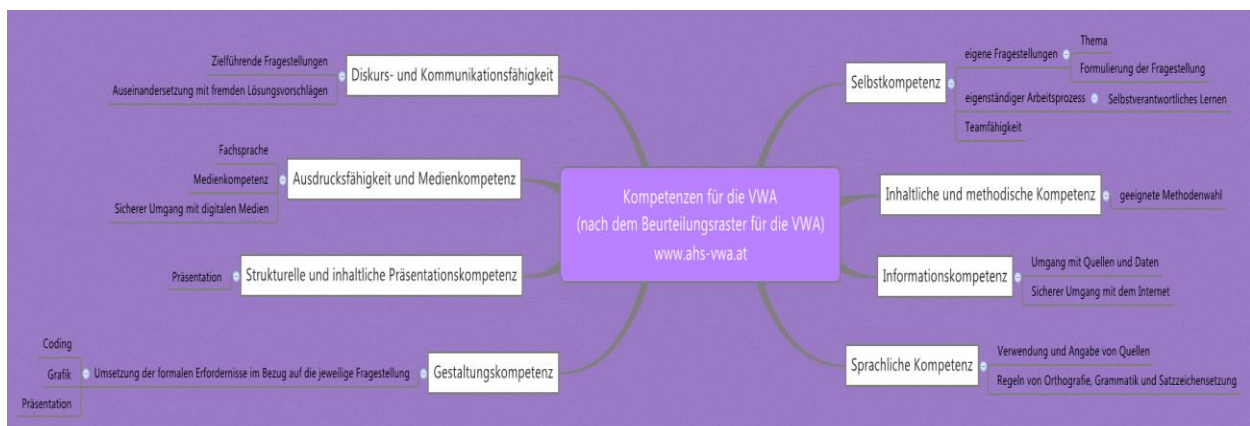 Kompetenzen für die VWA
(nach dem Beurteilungsraster für die VWA)
www.ahs-vwa.at
Diskurs- und Kommunikationsfähigkeit
Zielführende Fragestellungen
Auseinandersetzung mit fremden Lösungsvorschlägen
Ausdrucksfähigkeit und Medienkompetenz
Fachsprache
Medienkompetenz
Sicherer Umgang mit digitalen Medien
Strukturelle und inhaltliche Präsentationskompetenz
Präsentation
Gestaltungskompetenz
Umsetzung der formalen Erfordernisse im Bezug auf die jeweilige Fragestellung
Coding
Grafik
Präsentation
Selbstkompetenz
eigene Fragestellungen
Thema
Formulierung der Fragestellung
eigenständiger Arbeitsprozess
Selbstverantwortliches Lernen
Teamfähigkeit
Inhaltliche und methodische Kompetenz
geeignete Methodenwahl
Informationskompetenz
Umgang mit Quellen und Daten
Sicherer Umgang mit dem Internet
Sprachliche Kompetenz
Verwendung und Angabe von Quellen
Regeln von Orthografie, Grammatik und Satzzeichensetzung